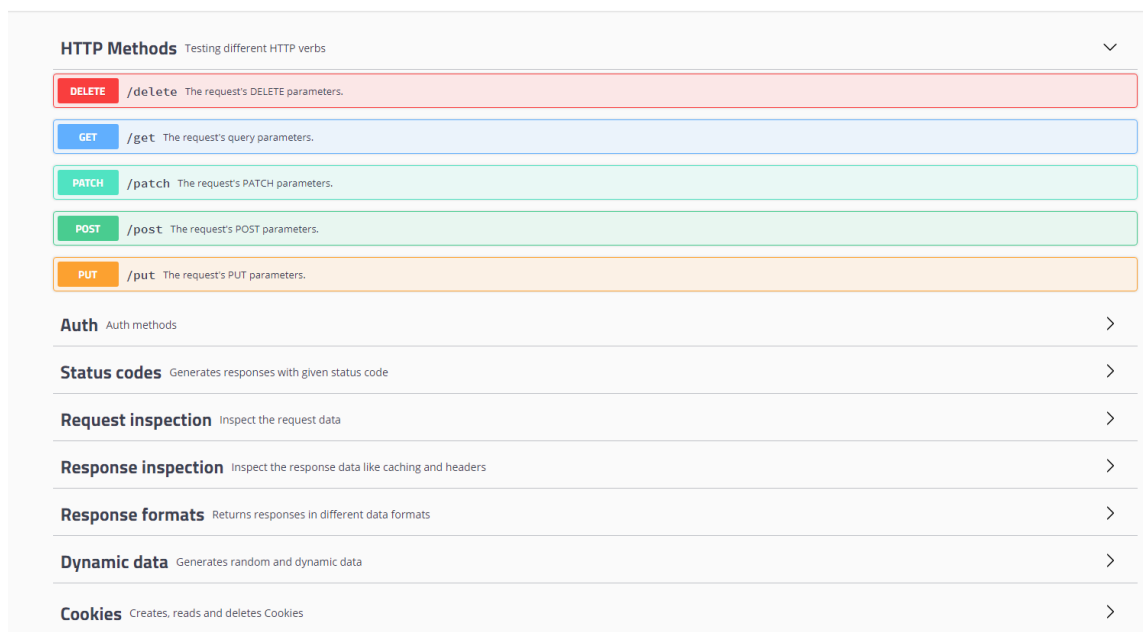 HTTP Methods Testing different HTTP verbs
DELETE /delete The request's DELETE parameters.
GET /get The request's query parameters.
PATCH /patch The request's PATCH parameters.
POST /post The request's POST parameters.
PUT /put The request's PUT parameters.
Auth Auth methods
Status codes Generates responses with given status code
Request inspection Inspect the request data
Response inspection Inspect the response data like caching and headers
Response formats Returns responses in different data formats
Dynamic data Generates random and dynamic data
Cookies Creates, reads and deletes Cookies